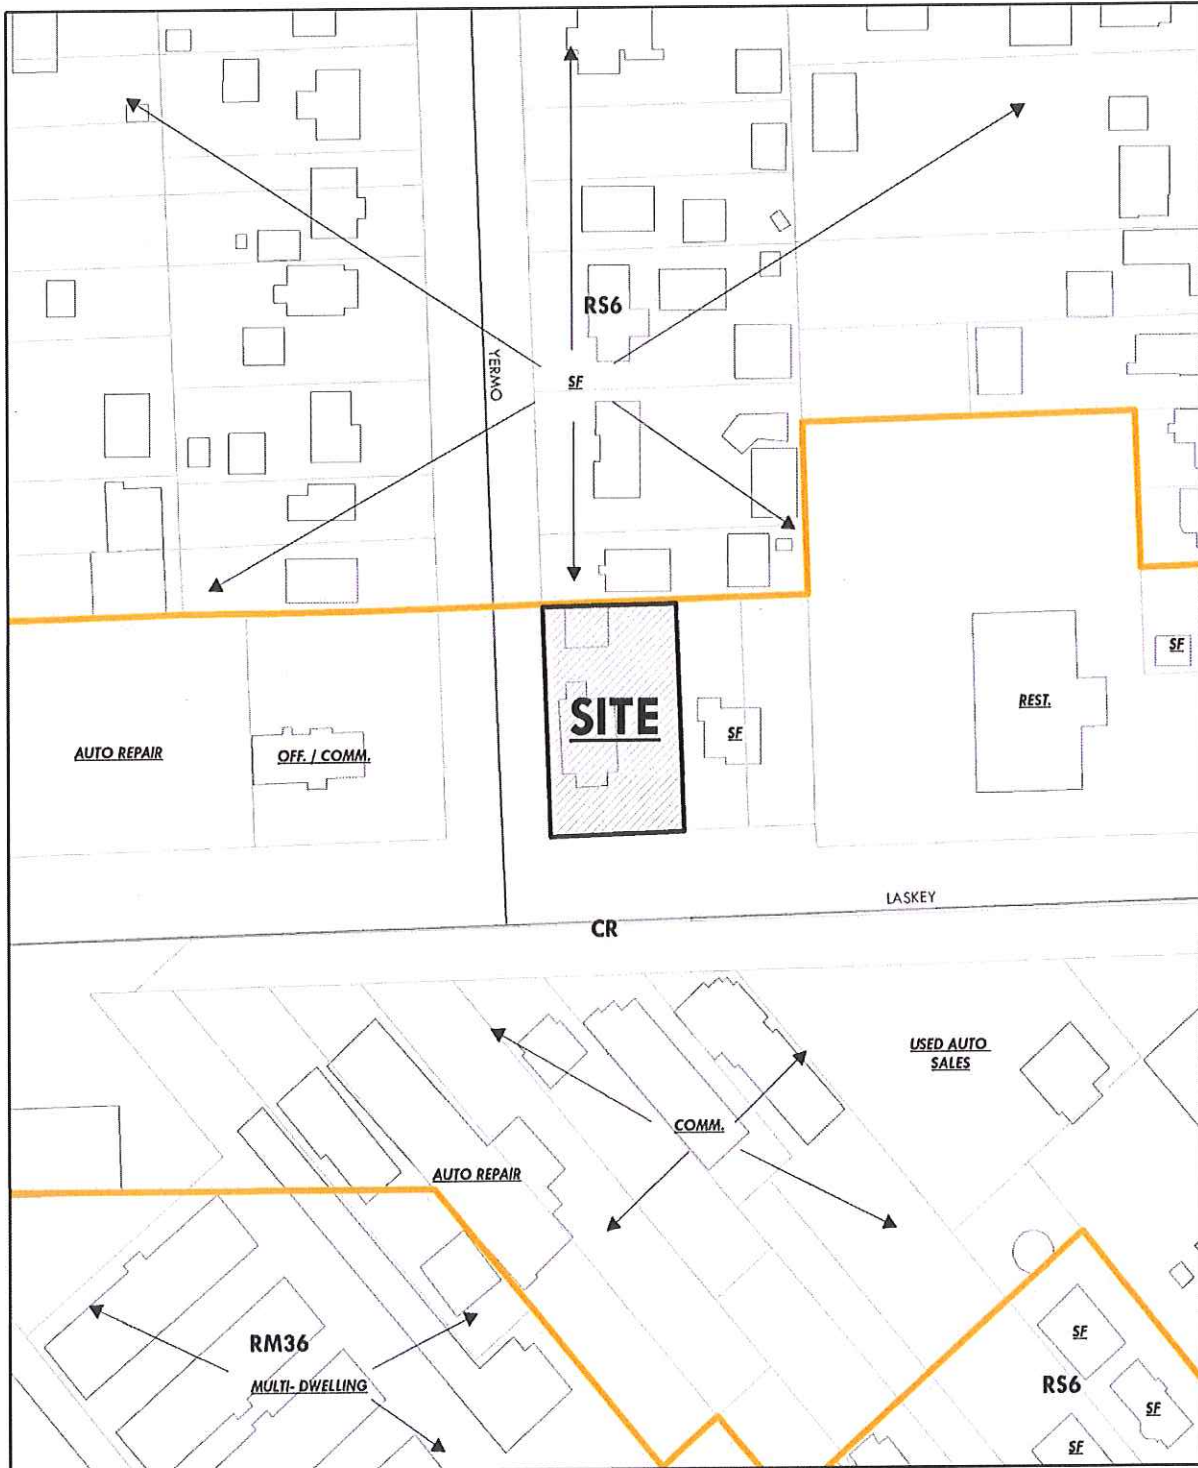 RS6
YERMO
SF
SITE
SF
REST.
SF
AUTO REPAIR
OFF. / COMM.
LASKEY
CR
USED AUTO
SALES
COMM.
AUTO REPAIR
RM36
MULTI- DWELLING
SF
RS6
SF
SF